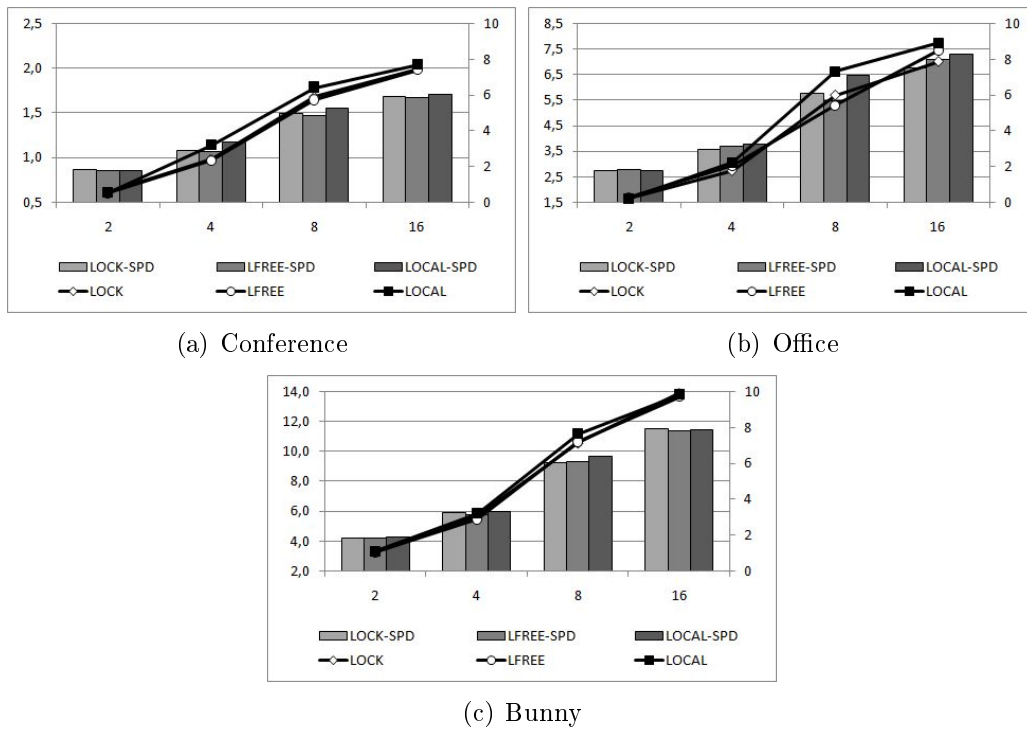 2,5 10 8,5 10
2,0 8 7,5 8
1,5 6 6,5 6
5,5
1,0 4 4,5 4
2 3,5 2
2,5
0,5 0 1,5 0
2 4 8 16 2 4 8 16
LOCK-SPD LFREE-SPD LOCAL-SPD LOCK-SPD LFREE-SPD LOCAL-SPD
LOCK LFREE LOCAL LOCK LFREE LOCAL
(a) Conference (b) Office
14,0 10
12,0 8
10,0 6
8,0
6,0 4
4,0 2
2,0 0
2 4 8 16
LOCK-SPD LFREE-SPD LOCAL-SPD
LOCK LFREE LOCAL
(c) Bunny